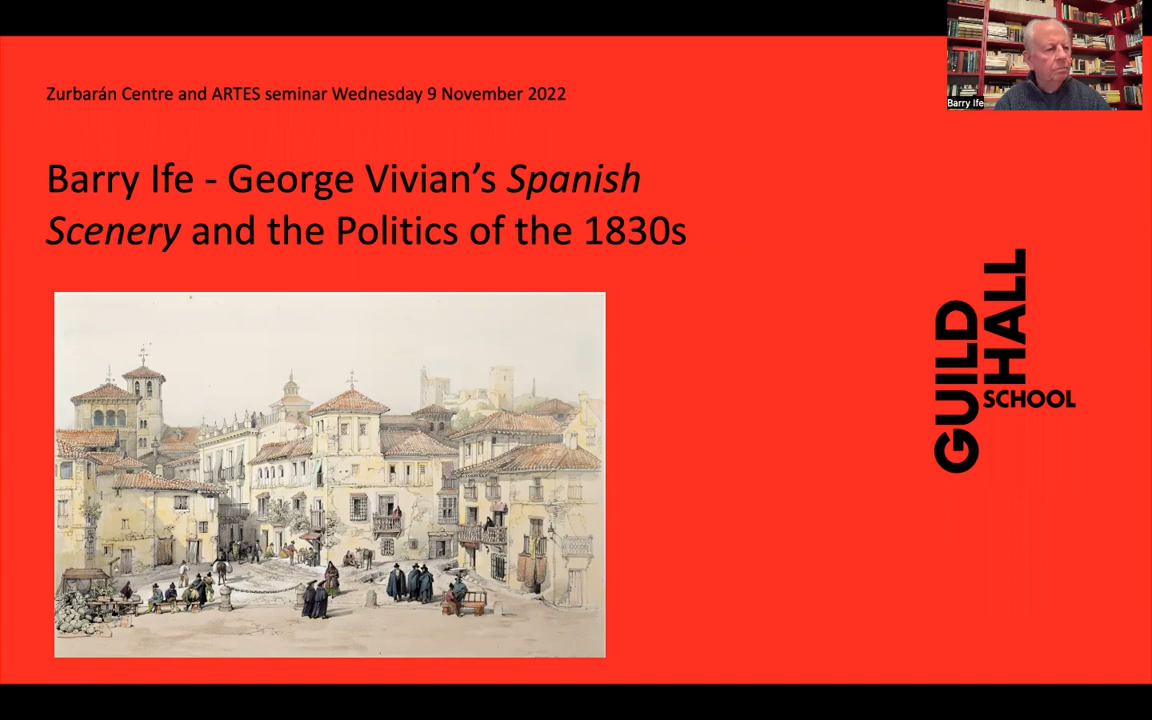 Zurbarán Centre and ARTES seminar Wednesday 9 November 2022
Barry Ife
Barry Ife - George Vivian’s Spanish
Scenery and the Politics of the 1830s
GUILD
HALL
SCHOOL